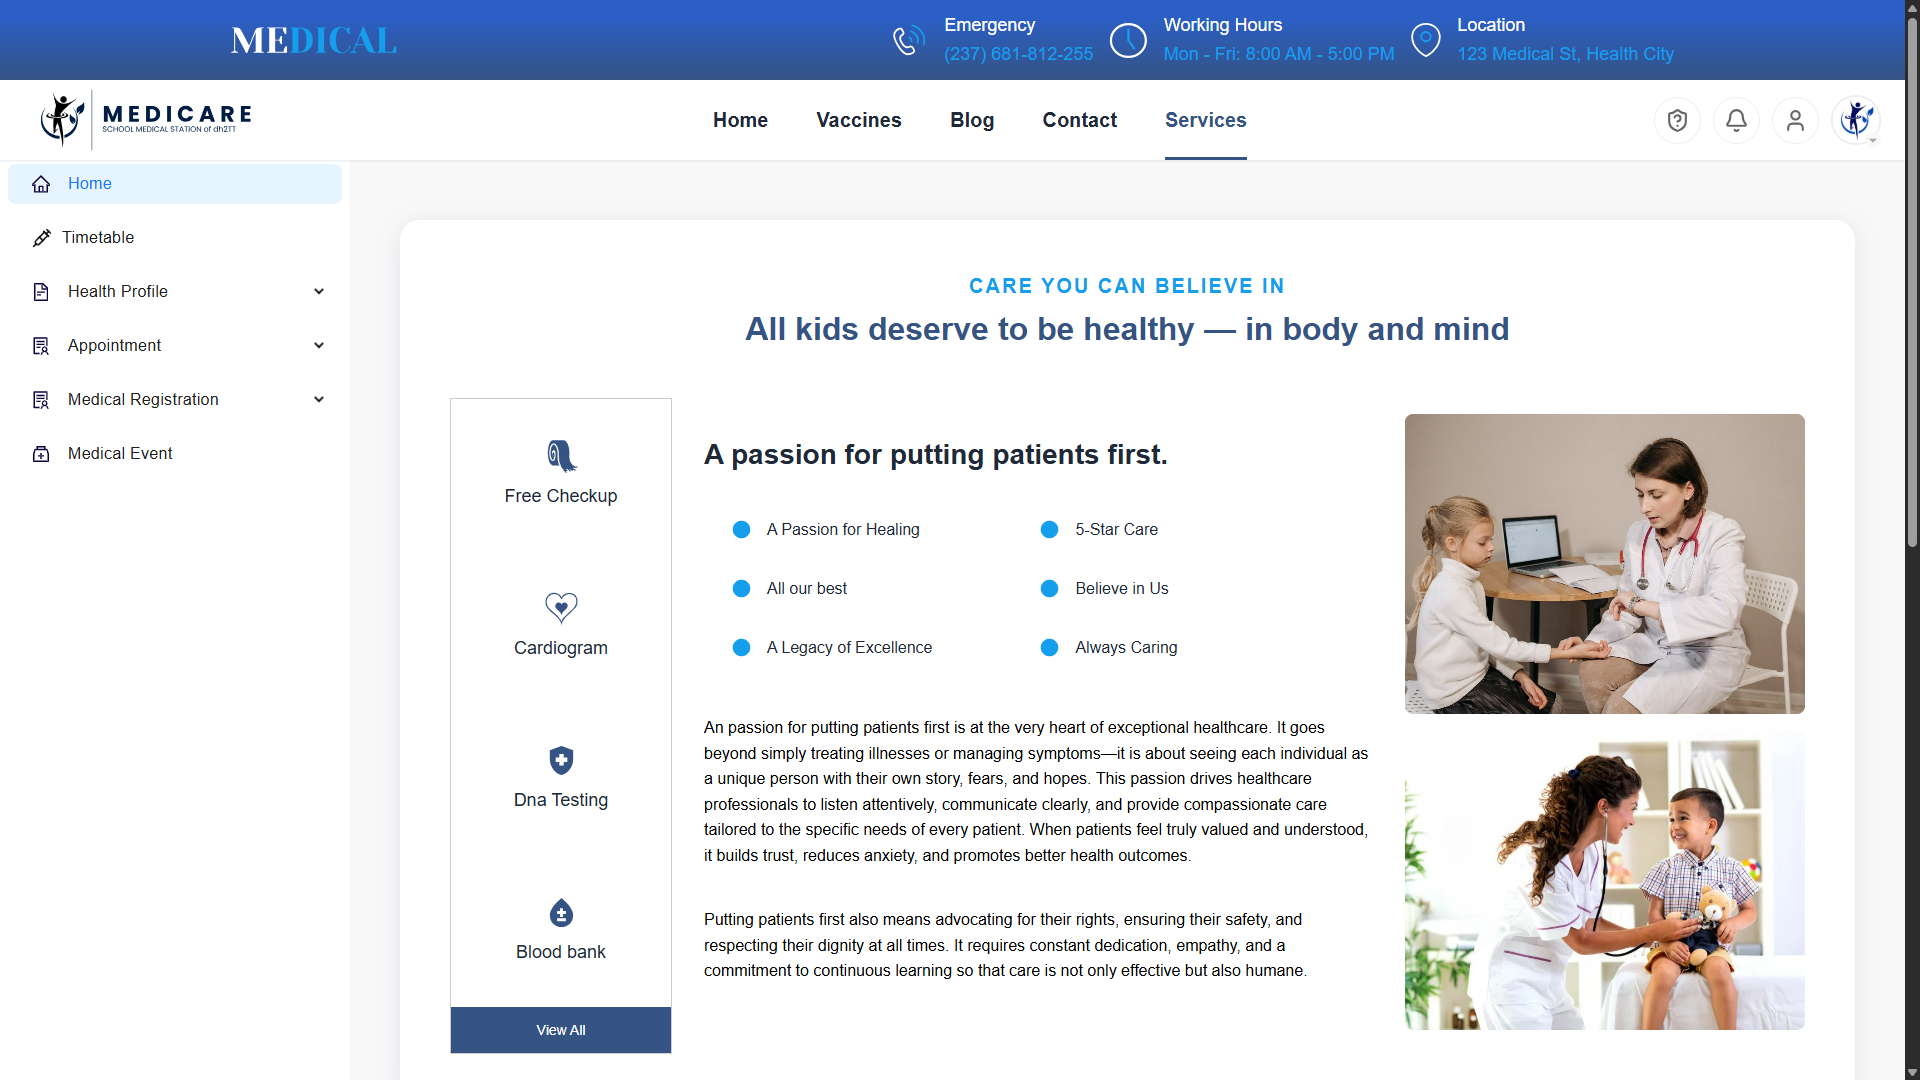 MEDICAL
Emergency
(237) 681-812-255
Working Hours
Mon - Fri: 8:00 AM - 5:00 PM
Location
123 Medical St, Health City
MEDICARE
SCHOOL MEDICAL STATION of dh2TT
Home
Vaccines
Blog
Contact
Services
Home
Timetable
Health Profile
Appointment
Medical Registration
Medical Event
CARE YOU CAN BELIEVE IN
All kids deserve to be healthy — in body and mind
Free Checkup
Cardiogram
Dna Testing
Blood bank
View All
A passion for putting patients first.
A Passion for Healing
5-Star Care
All our best
Believe in Us
A Legacy of Excellence
Always Caring
An passion for putting patients first is at the very heart of exceptional healthcare. It goes
beyond simply treating illnesses or managing symptoms—it is about seeing each individual as
a unique person with their own story, fears, and hopes. This passion drives healthcare
professionals to listen attentively, communicate clearly, and provide compassionate care
tailored to the specific needs of every patient. When patients feel truly valued and understood,
it builds trust, reduces anxiety, and promotes better health outcomes.
Putting patients first also means advocating for their rights, ensuring their safety, and
respecting their dignity at all times. It requires constant dedication, empathy, and a
commitment to continuous learning so that care is not only effective but also humane.